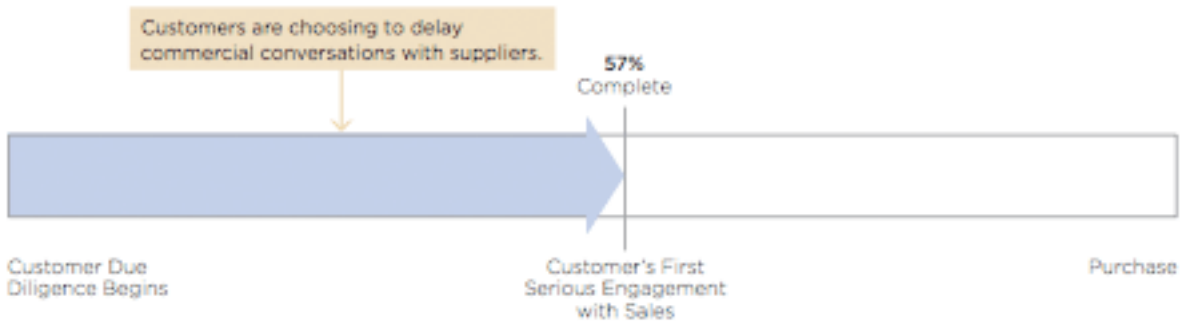 Customers are choosing to delay
commercial conversations with suppliers.
57%
Complete
Customer Due
Diligence Begins
Customer's First
Serious Engagement
with Sales
Purchase